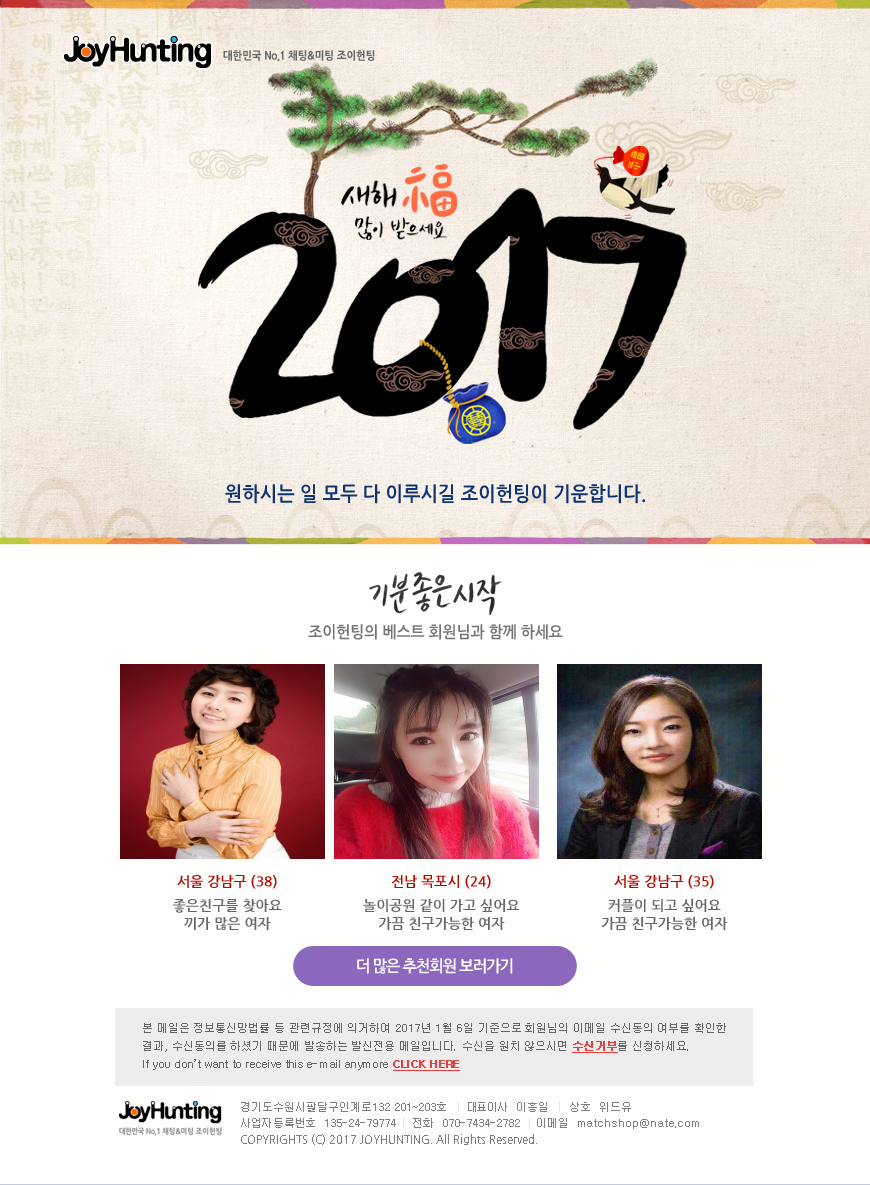 JoyHunting 대한민국 No,1 채팅&미팅 조이헌팅
새해 福
많이 받으세요
2017
원하시는 일 모두 다 이루시길 조이헌팅이 기운합니다.
기분좋은시작
조이헌팅의 베스트 회원님과 함께 하세요
서울 강남구 (38) 전남 목포시 (24) 서울 강남구 (35)
좋은친구를 찾아요 놀이공원 같이 가고 싶어요 커플이 되고 싶어요
끼가 많은 여자 가끔 친구가능한 여자 가끔 친구가능한 여자
더 많은 추천회원 보러가기
본 메일은 정보통신망법률 등 관련규정에 의거하여 2017년 1월 6일 기준으로 회원님의 이메일 수신동의 여부를 확인한
결과, 수신동의를 하셨기 때문에 발송하는 발신전용 메일입니다. 수신을 원치 않으시면 수신거부를 신청하세요.
If you don't want to receive this e-mail anymore CLICK HERE
JoyHunting 경기도수원시팔달구인계로132 201~203호 | 대표이사 이홍일 | 상호 위드유
대한민국 No,1 채팅&미팅 조이헌팅 사업자등록번호 135-24-79774 | 전화 070-7434-2782 | 이메일 matchshop@nate.com
COPYRIGHTS (C) 2017 JOYHUNTING. All Rights Reserved.